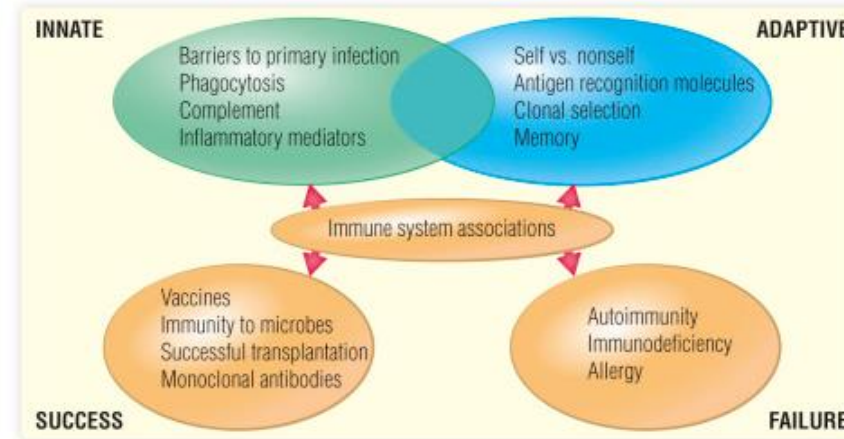 INNATE
ADAPTIVE
Barriers to primary infection
Phagocytosis
Complement
Inflammatory mediators
Self vs. nonself
Antigen recognition molecules
Clonal selection
Memory
Immune system associations
Vaccines
Immunity to microbes
Successful transplantation
Monoclonal antibodies
Autoimmunity
Immunodeficiency
Allergy
SUCCESS
FAILURE